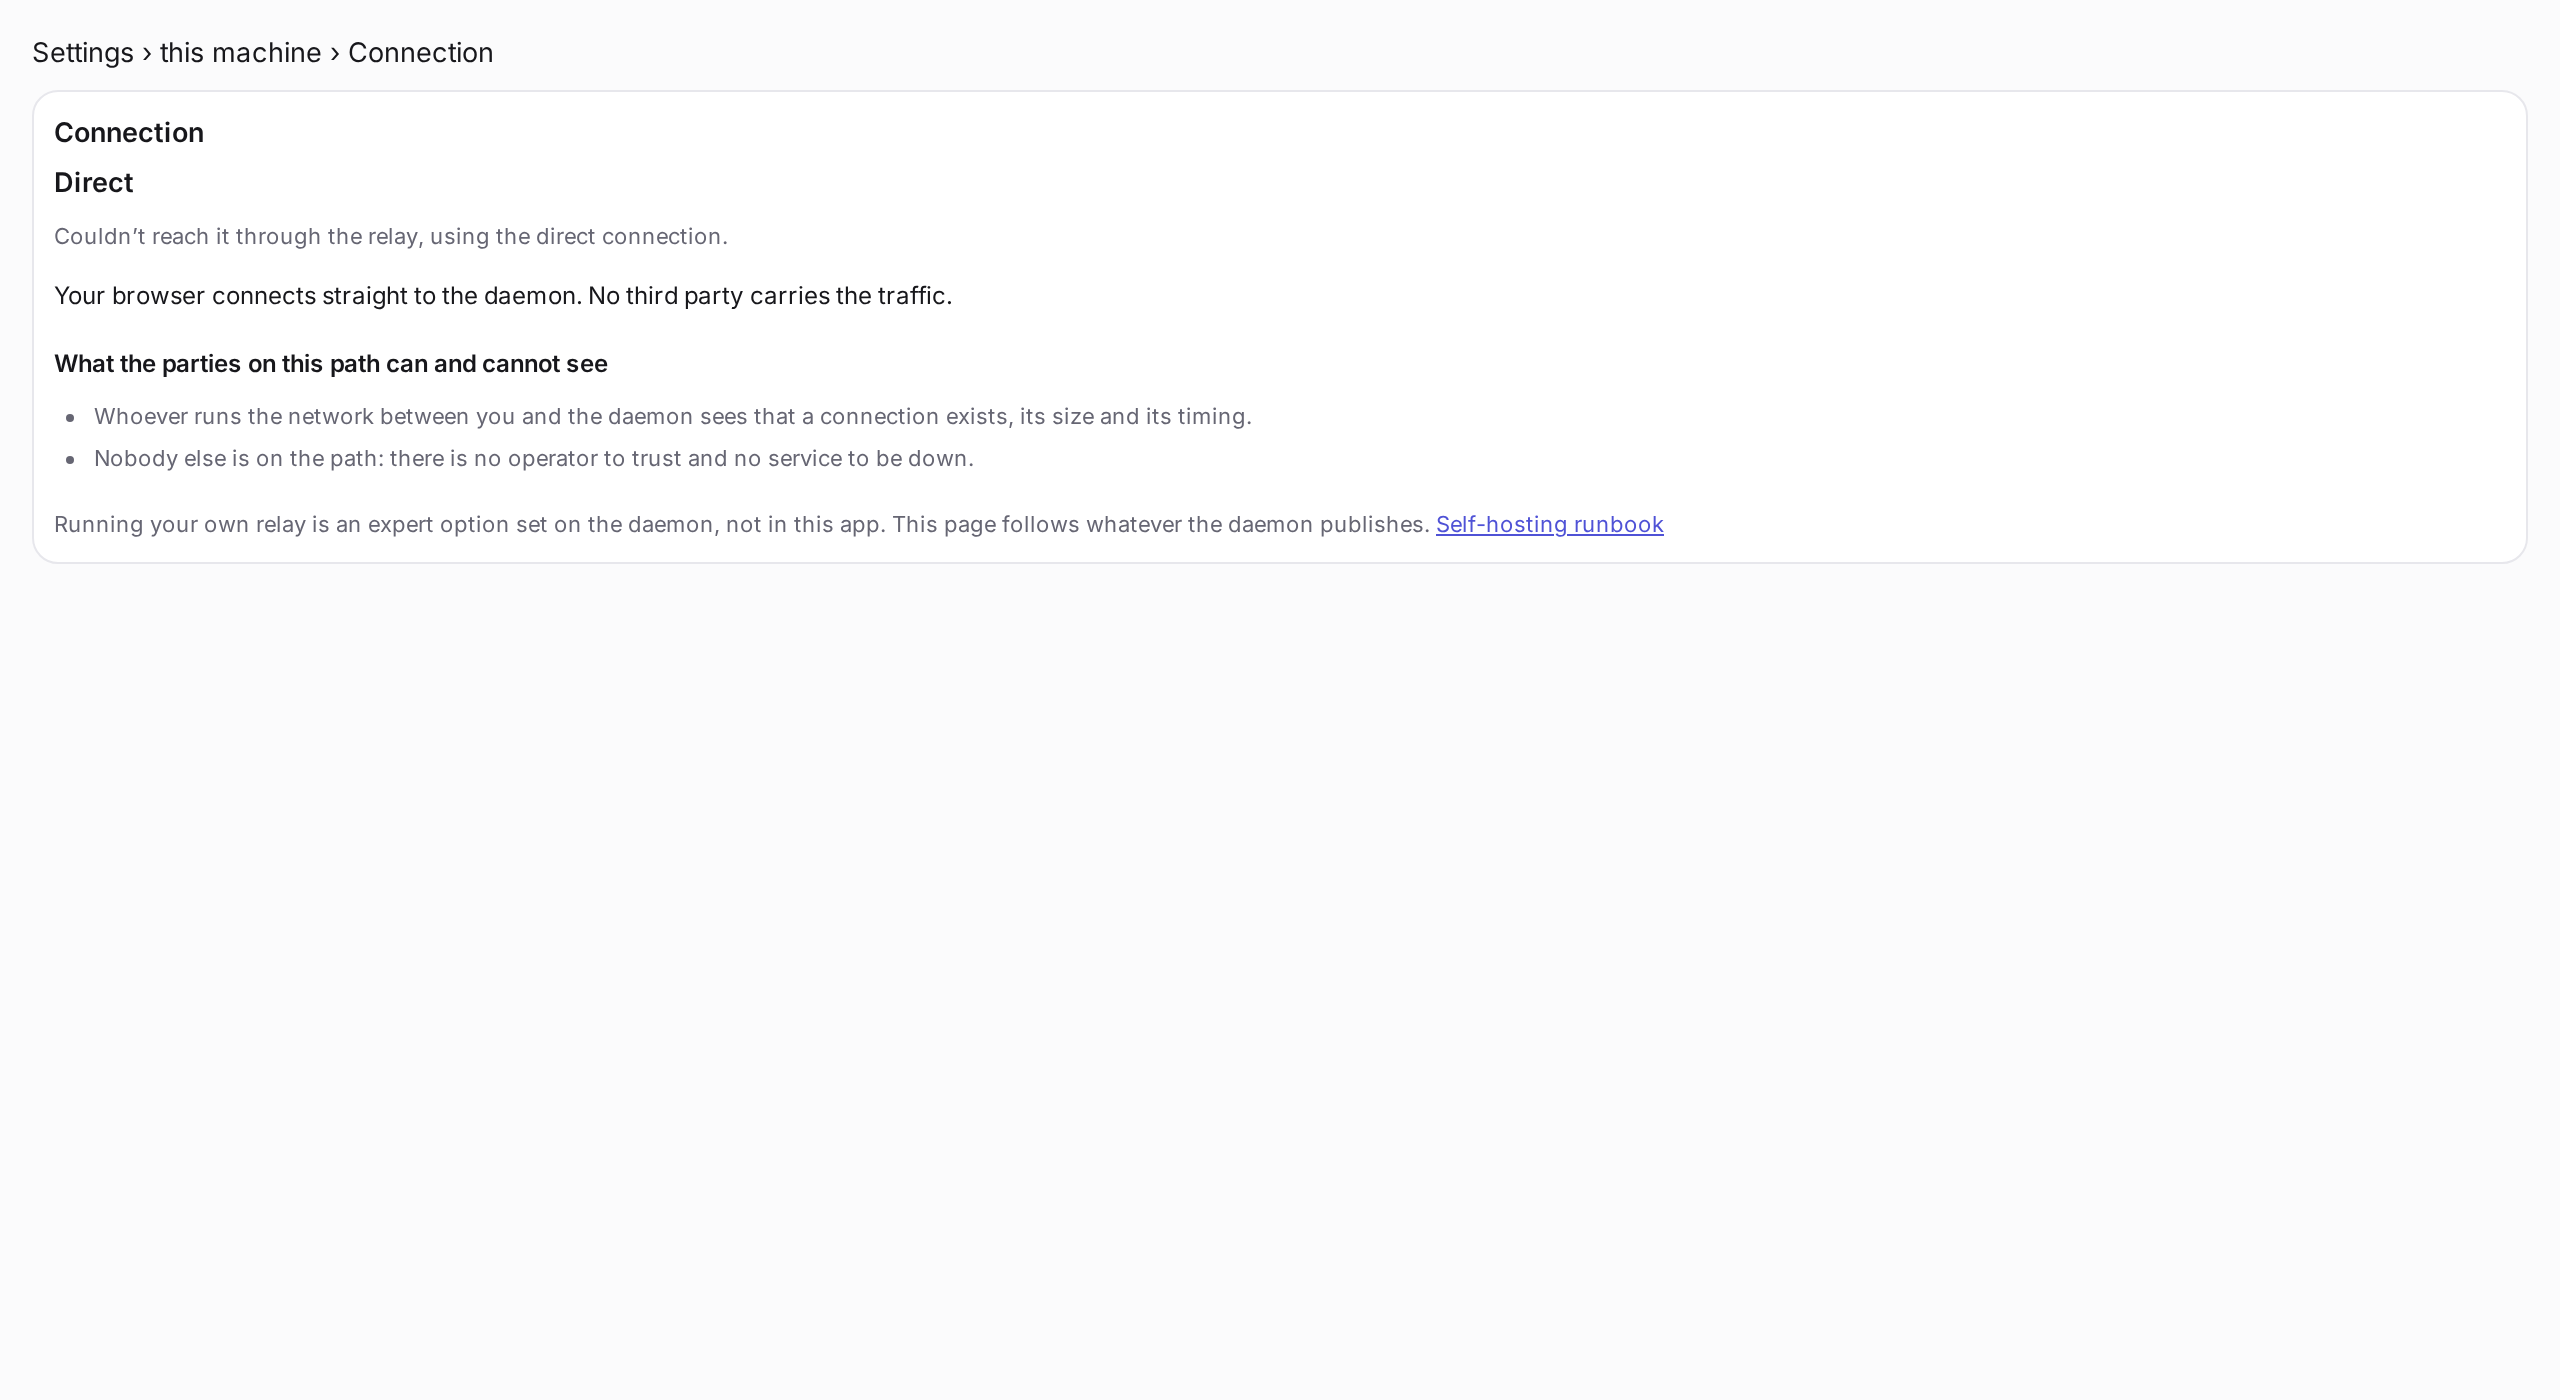 Settings › this machine › Connection
Connection
Direct
Couldn’t reach it through the relay, using the direct connection.
Your browser connects straight to the daemon. No third party carries the traffic.
What the parties on this path can and cannot see
• Whoever runs the network between you and the daemon sees that a connection exists, its size and its timing.
• Nobody else is on the path: there is no operator to trust and no service to be down.
Running your own relay is an expert option set on the daemon, not in this app. This page follows whatever the daemon publishes. Self-hosting runbook